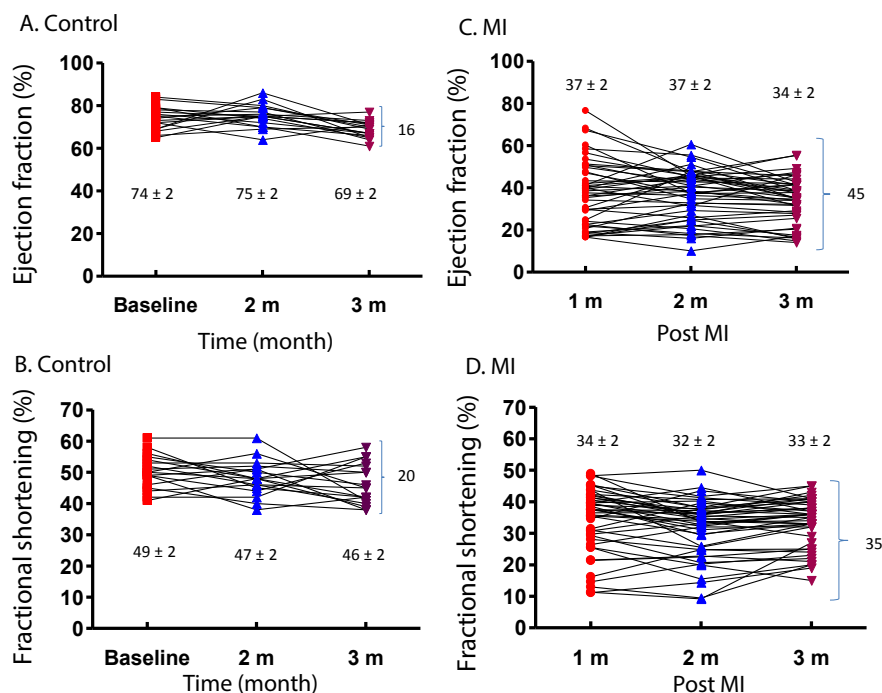 A. Control
Ejection fraction (%)
100
80
60
40
20
0
16
74 ± 2
75 ± 2
69 ± 2
Baseline
2 m
3 m
Time (month)
C. MI
Ejection fraction (%)
100
80
60
40
20
0
37 ± 2
37 ± 2
34 ± 2
45
1 m
2 m
3 m
Post MI
B. Control
Fractional shortening (%)
70
60
50
40
30
20
10
0
20
49 ± 2
47 ± 2
46 ± 2
Baseline
2 m
3 m
Time (month)
D. MI
Fractional shortening (%)
70
60
50
40
30
20
10
0
34 ± 2
32 ± 2
33 ± 2
35
1 m
2 m
3 m
Post MI